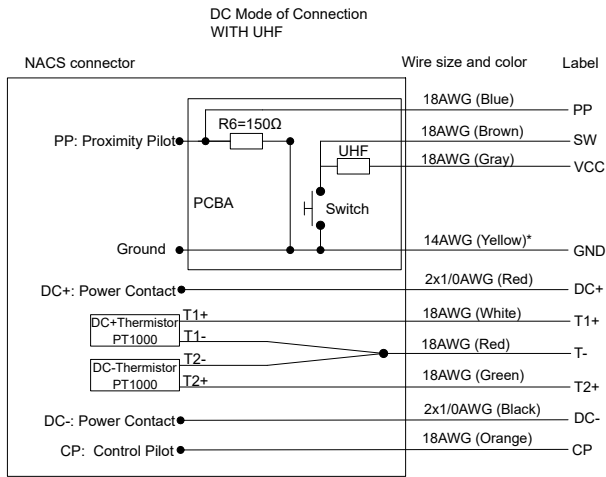 DC Mode of Connection
WITH UHF
NACS connector
Wire size and color
Label
18AWG (Blue)
PP
R6=150Ω
PP: Proximity Pilot
18AWG (Brown)
SW
UHF
18AWG (Gray)
VCC
PCBA
Switch
Ground
14AWG (Yellow)*
GND
DC+: Power Contact
2x1/0AWG (Red)
DC+
DC+Thermistor
PT1000
T1+
18AWG (White)
T1+
T1-
18AWG (Red)
T-
DC-Thermistor
PT1000
T2-
T2+
18AWG (Green)
T2+
DC-: Power Contact
2x1/0AWG (Black)
DC-
CP: Control Pilot
18AWG (Orange)
CP